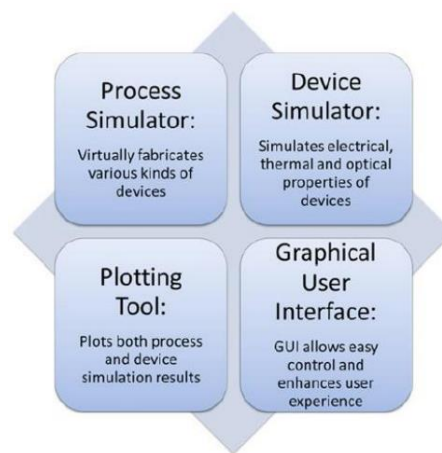 Process
Simulator:
Virtually fabricates
various kinds of
devices
Device
Simulator:
Simulates electrical,
thermal and optical
properties of
devices
Plotting
Tool:
Plots both process
and device
simulation results
Graphical
User
Interface:
GUI allows easy
control and
enhances user
experience